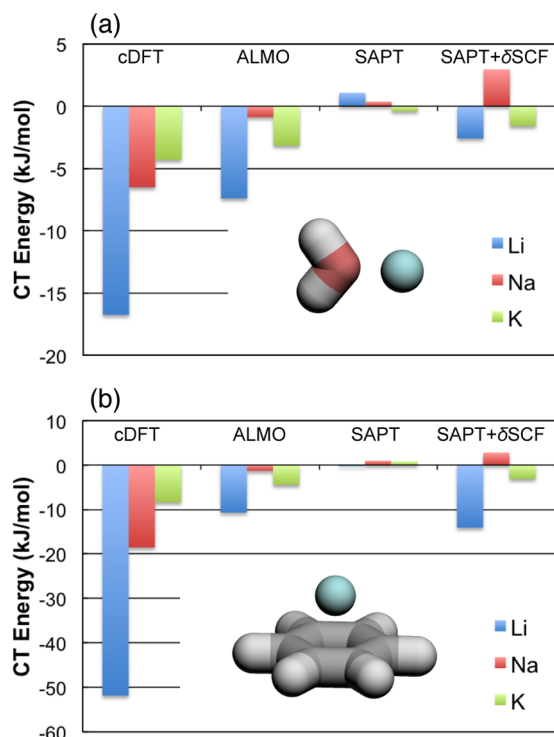 (a)
5
0
-5
-10
-15
-20
CT Energy (kJ/mol)
cDFT ALMO SAPT SAPT+δSCF
Li
Na
K
(b)
10
0
-10
-20
-30
-40
-50
-60
CT Energy (kJ/mol)
cDFT ALMO SAPT SAPT+δSCF
Li
Na
K